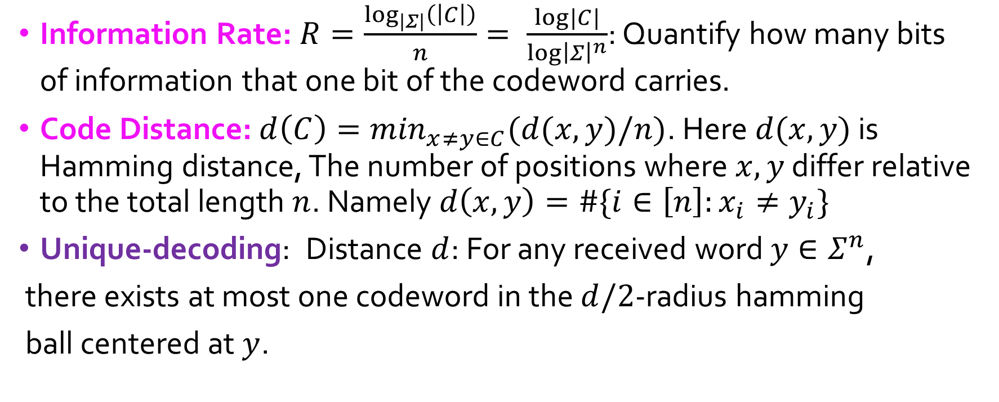 • Information Rate: $R = \frac{\log_{|\Sigma|}(|C|)}{n} = \frac{\log|C|}{\log|\Sigma|^n}$: Quantify how many bits
of information that one bit of the codeword carries.
• Code Distance: $d(C) = min_{x \neq y \in C}(d(x, y)/n)$. Here $d(x, y)$ is
Hamming distance, The number of positions where $x, y$ differ relative
to the total length $n$. Namely $d(x, y) = \#\{i \in [n]: x_i \neq y_i\}$
• Unique-decoding: Distance $d$: For any received word $y \in \Sigma^n$,
there exists at most one codeword in the $d/2$-radius hamming
ball centered at $y$.